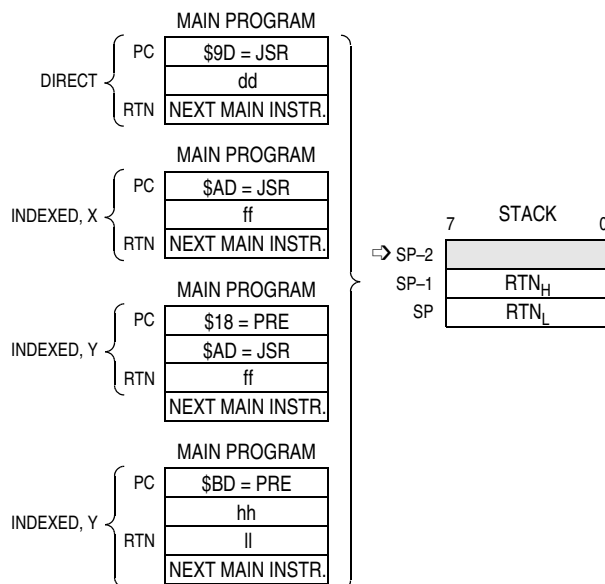 MAIN PROGRAM
PC $9D = JSR
DIRECT dd
RTN NEXT MAIN INSTR.
MAIN PROGRAM
PC $AD = JSR
INDEXED, X ff
RTN NEXT MAIN INSTR.
7 STACK 0
SP–2
SP–1 RTNH
SP RTNL
MAIN PROGRAM
PC $18 = PRE
INDEXED, Y $AD = JSR
RTN ff
NEXT MAIN INSTR.
MAIN PROGRAM
PC $BD = PRE
INDEXED, Y hh
RTN ll
NEXT MAIN INSTR.